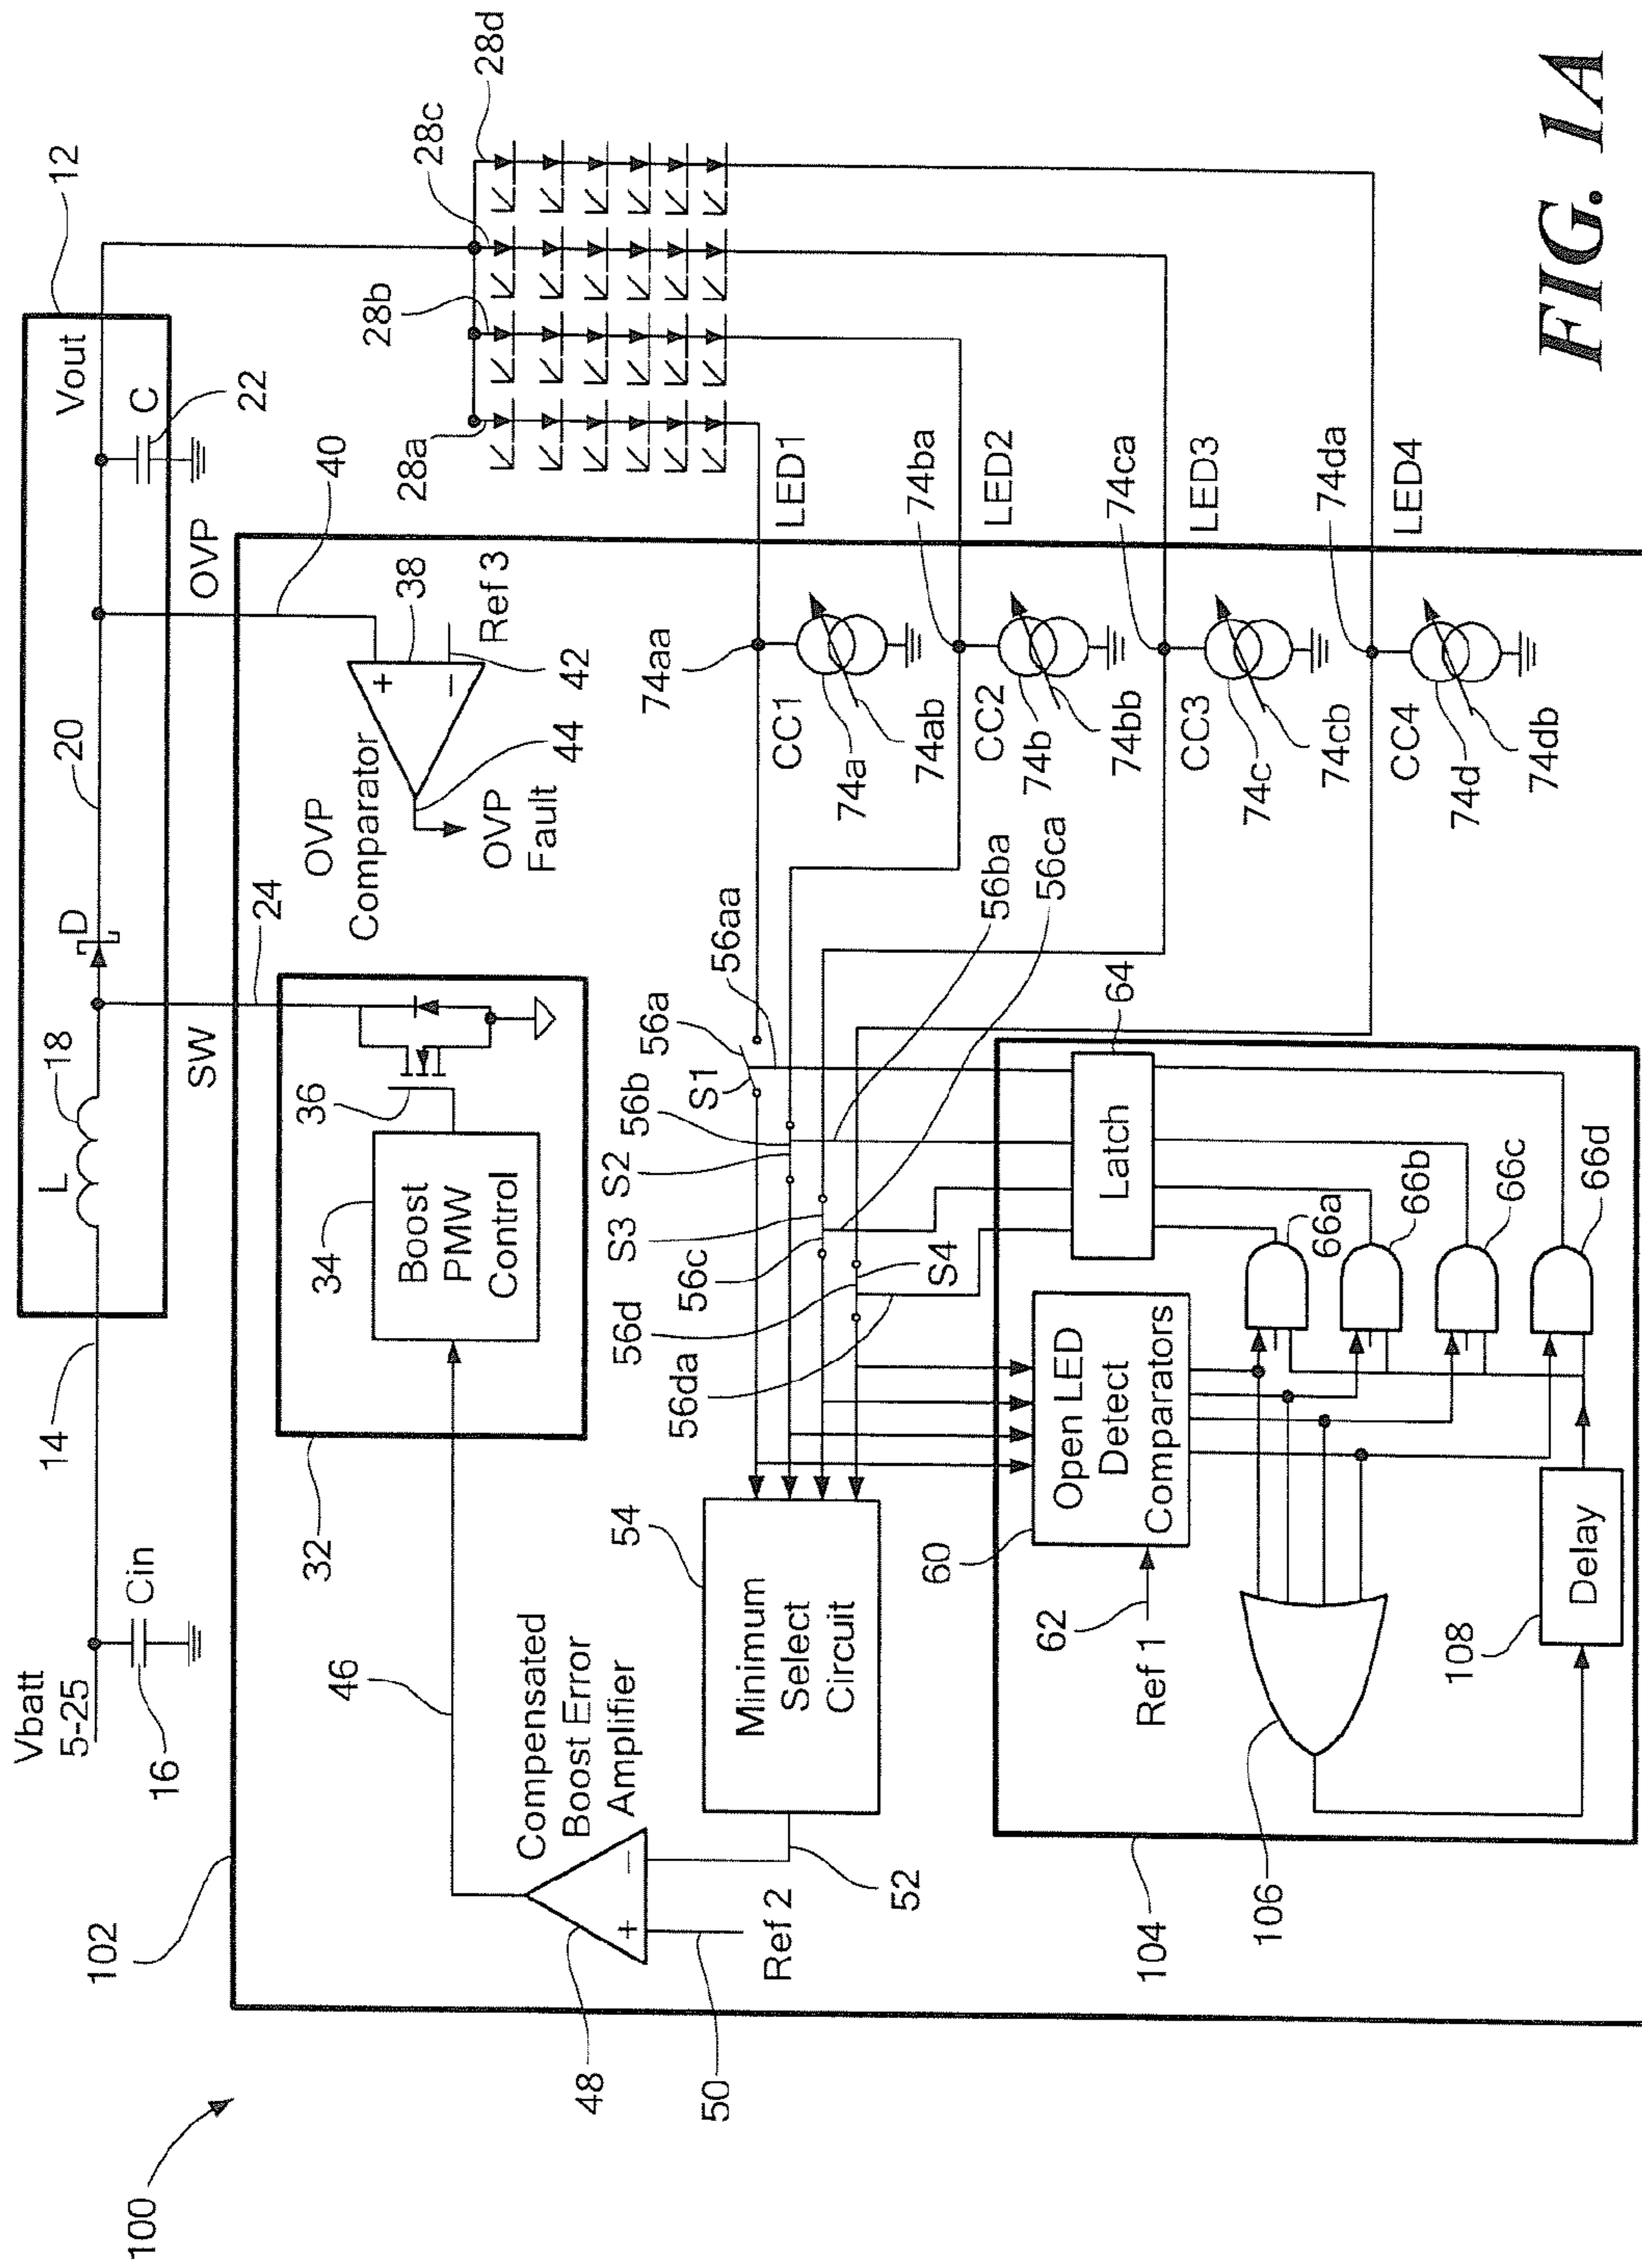 100
102
Vbatt
5-25
16
Cin
14
L
18
D
20
Vout
C
22
12
SW
24
OVP
40
32
34
Boost
PMW
Control
36
OVP
Comparator
44
OVP
Fault
38
Ref 3
42
28a
28b
28c
28d
46
Compensated
Boost Error
Amplifier
48
50
Ref 2
52
54
Minimum
Select
Circuit
56d
56da
56c
S3
S2
56b
S1
56a
56aa
S4
56ba
56ca
74aa
LED1
CC1
74a
74ab
74ba
LED2
CC2
74b
74bb
74ca
LED3
CC3
74c
74cb
74da
LED4
CC4
74d
74db
104
106
60
62
Ref 1
Open LED
Detect
Comparators
Latch
64
66a
66b
66c
66d
108
Delay
FIG. 1A
+
−
+
−